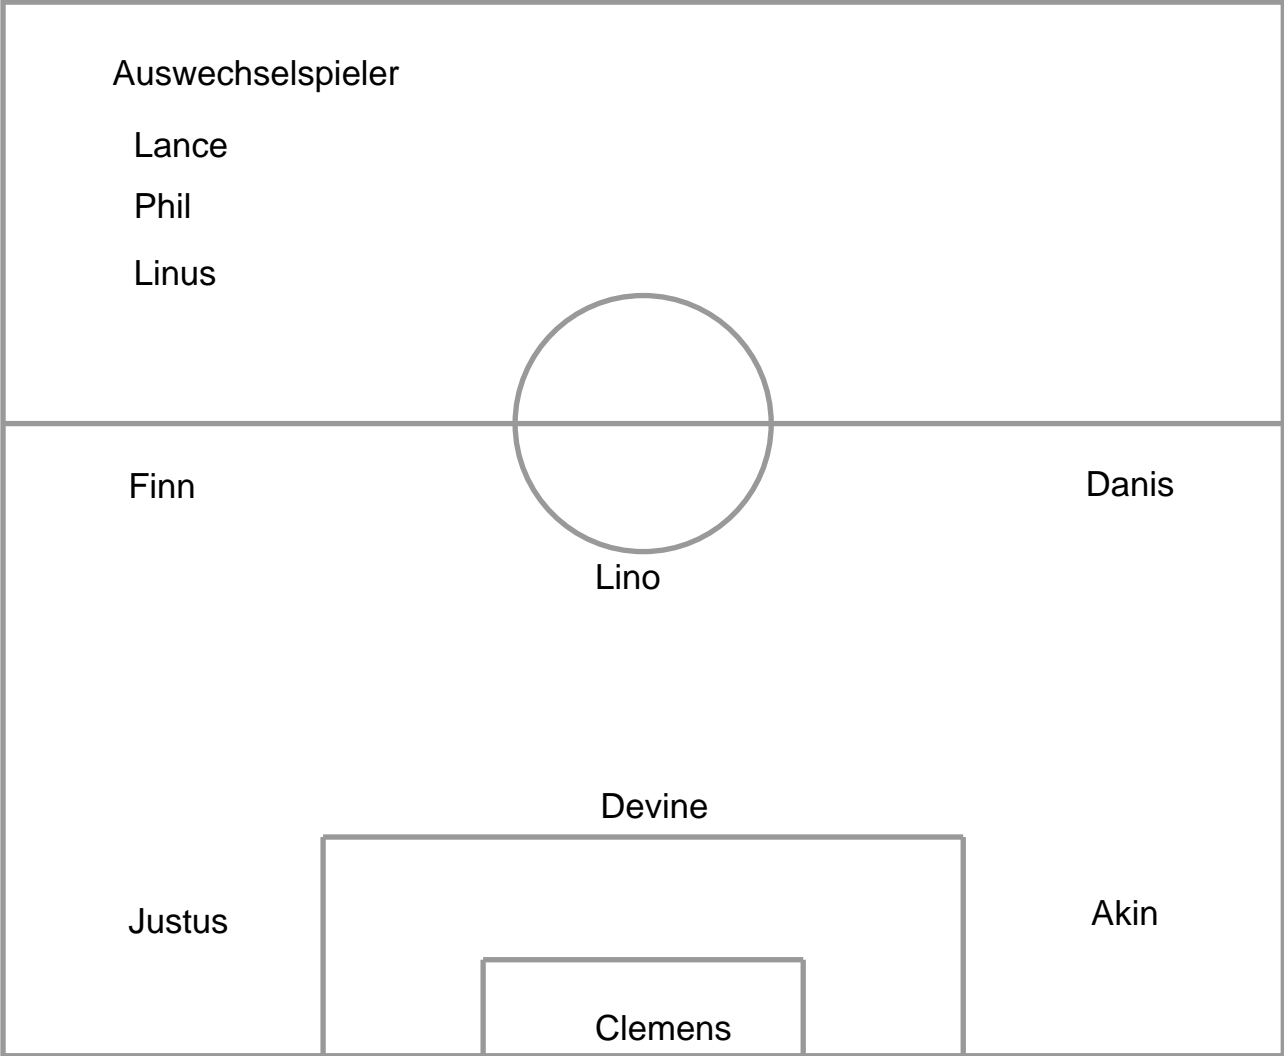 Auswechselspieler
Lance
Phil
Linus
Finn
Danis
Lino
Devine
Justus
Akin
Clemens